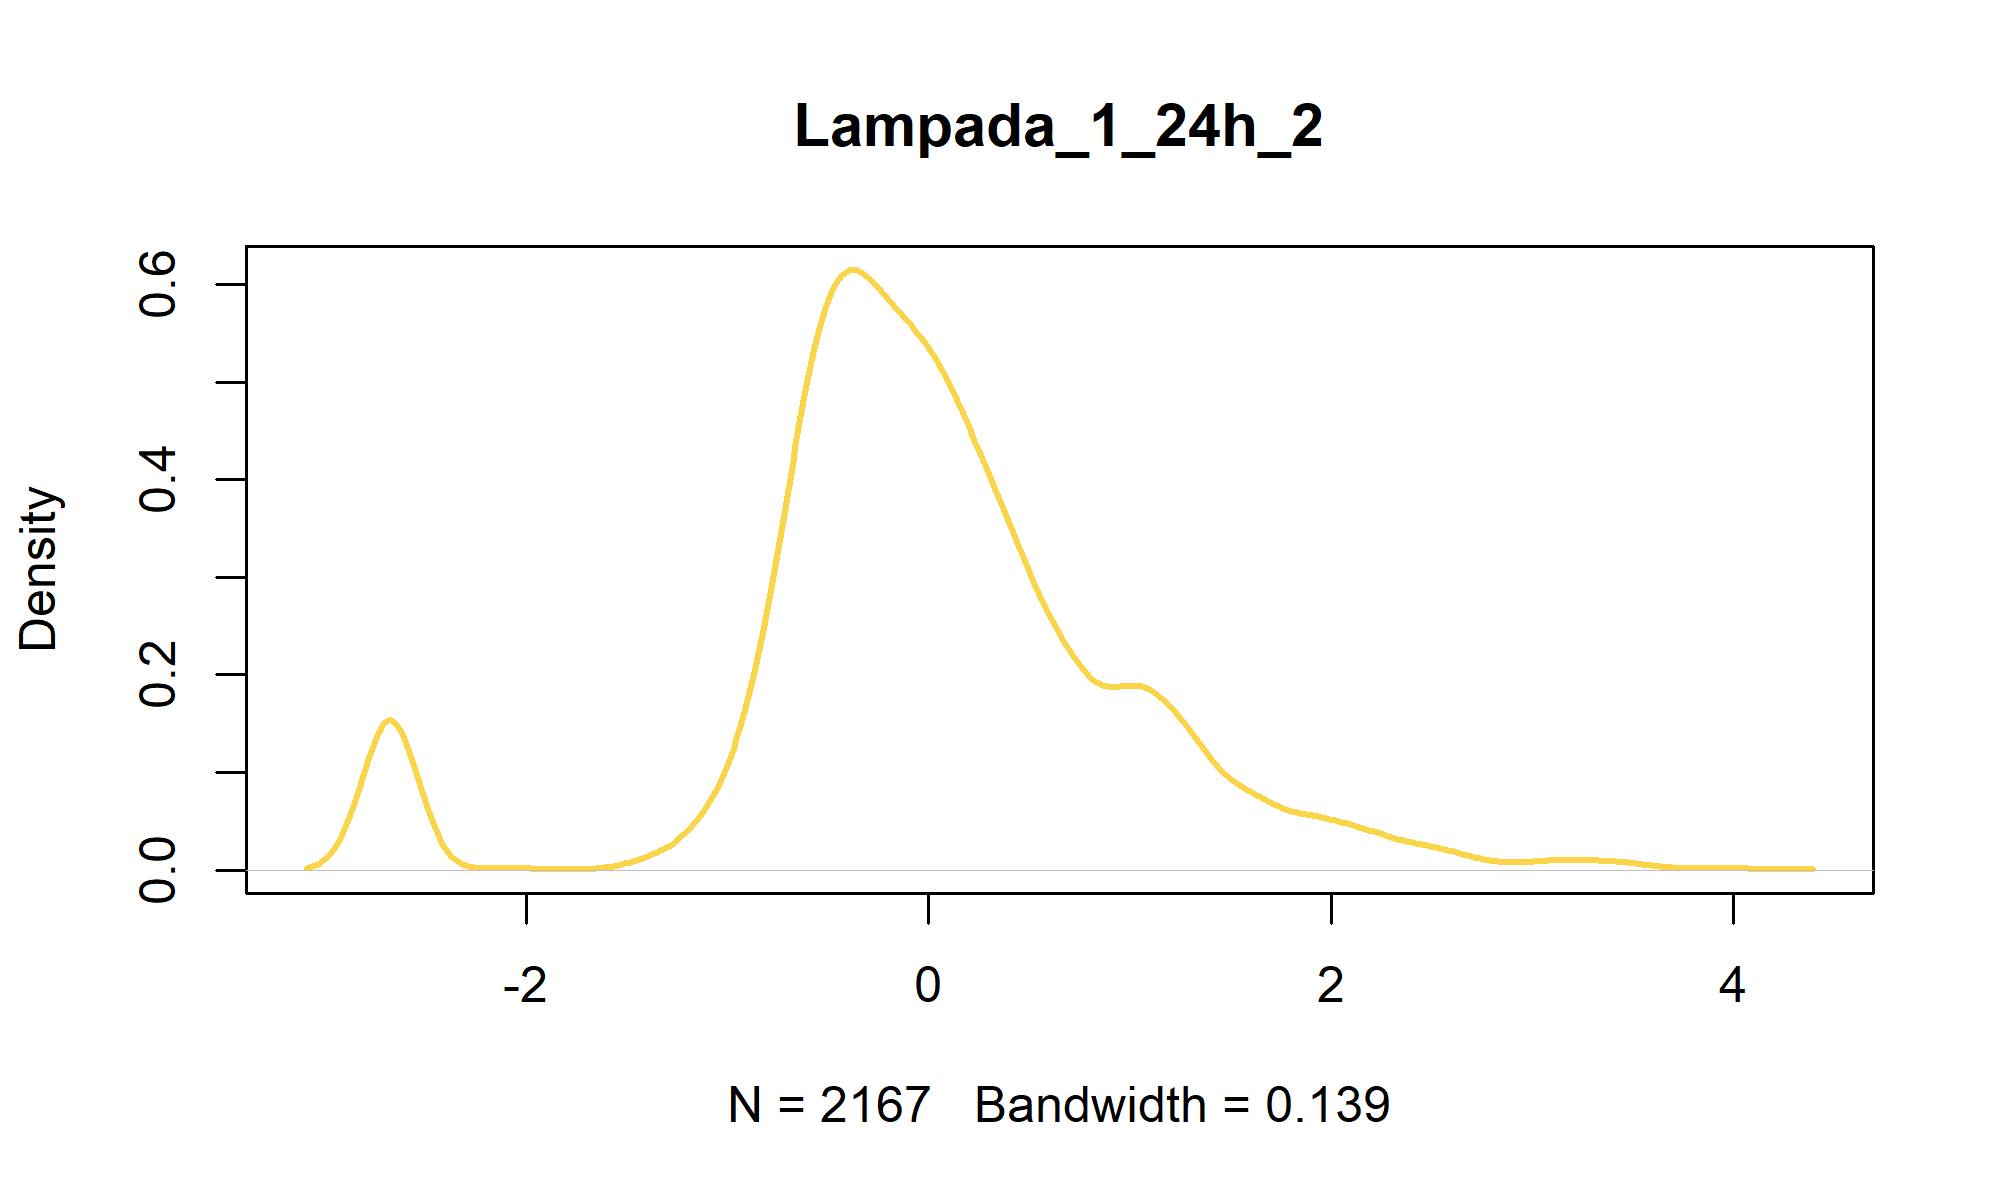 Lampada_1_24h_2
Density
0.6
0.4
0.2
0.0
-2 0 2 4
N = 2167 Bandwidth = 0.139